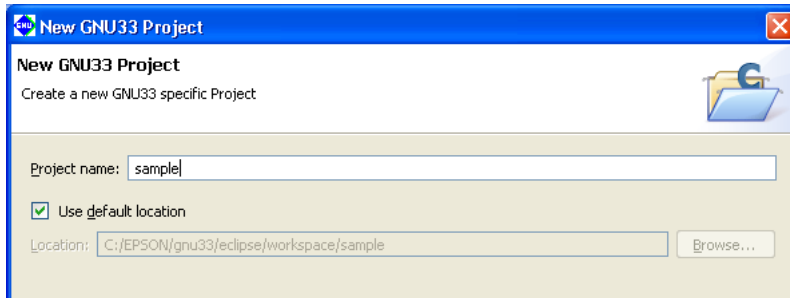 GNU New GNU33 Project
New GNU33 Project
Create a new GNU33 specific Project
C
Project name: sample
Use default location
Location: C:/EPSON/gnu33/eclipse/workspace/sample Browse...